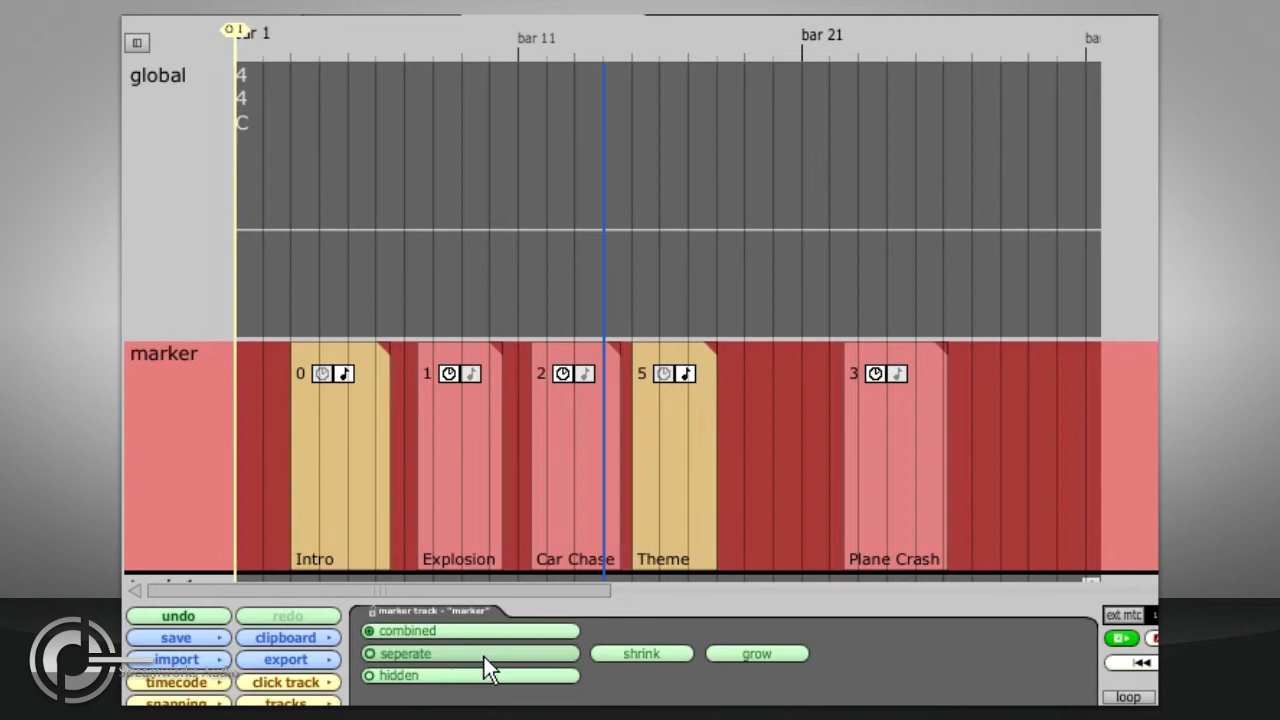 O I
bar 1
bar 11
bar 21
global
4
4
C
marker
0
1
2
5
3
Intro
Explosion
Car Chase
Theme
Plane Crash
undo
redo
marker track - "marker"
ext mtc
save
clipboard
combined
import
export
seperate
shrink
grow
timecode
click track
hidden
snapping
tracks
loop